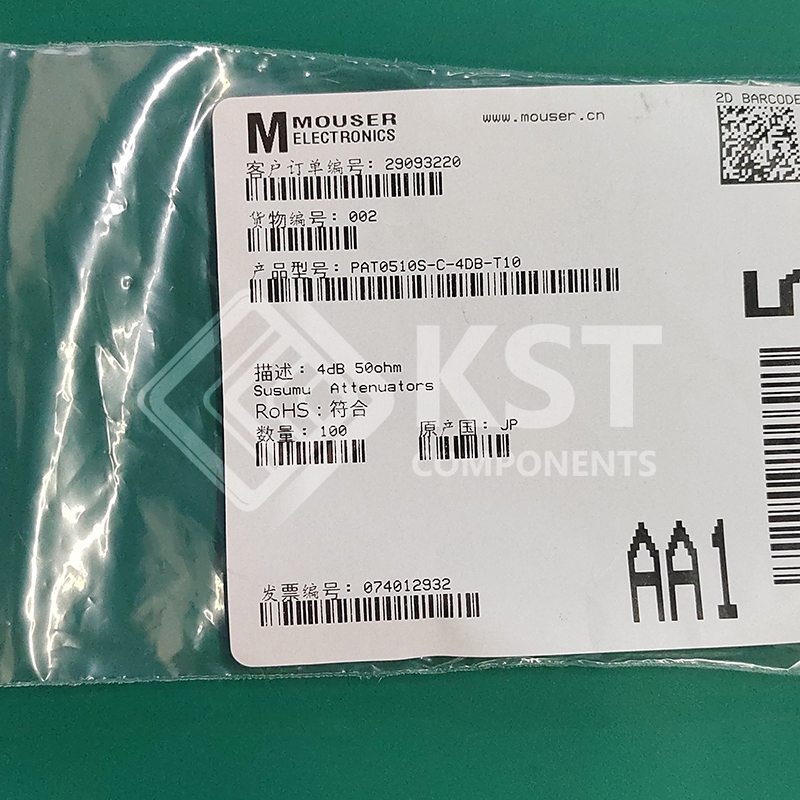 2D BARCODE
MOUSER
ELECTRONICS
www.mouser.cn
客户订单编号: 29093220
货物编号: 002
产品型号: PAT0510S-C-4DB-T10
描述: 4dB 50ohm
Susumu Attenuators
RoHS: 符合
数量: 100 原产国: JP
KST
COMPONENTS
AA1
发票编号: 074012932